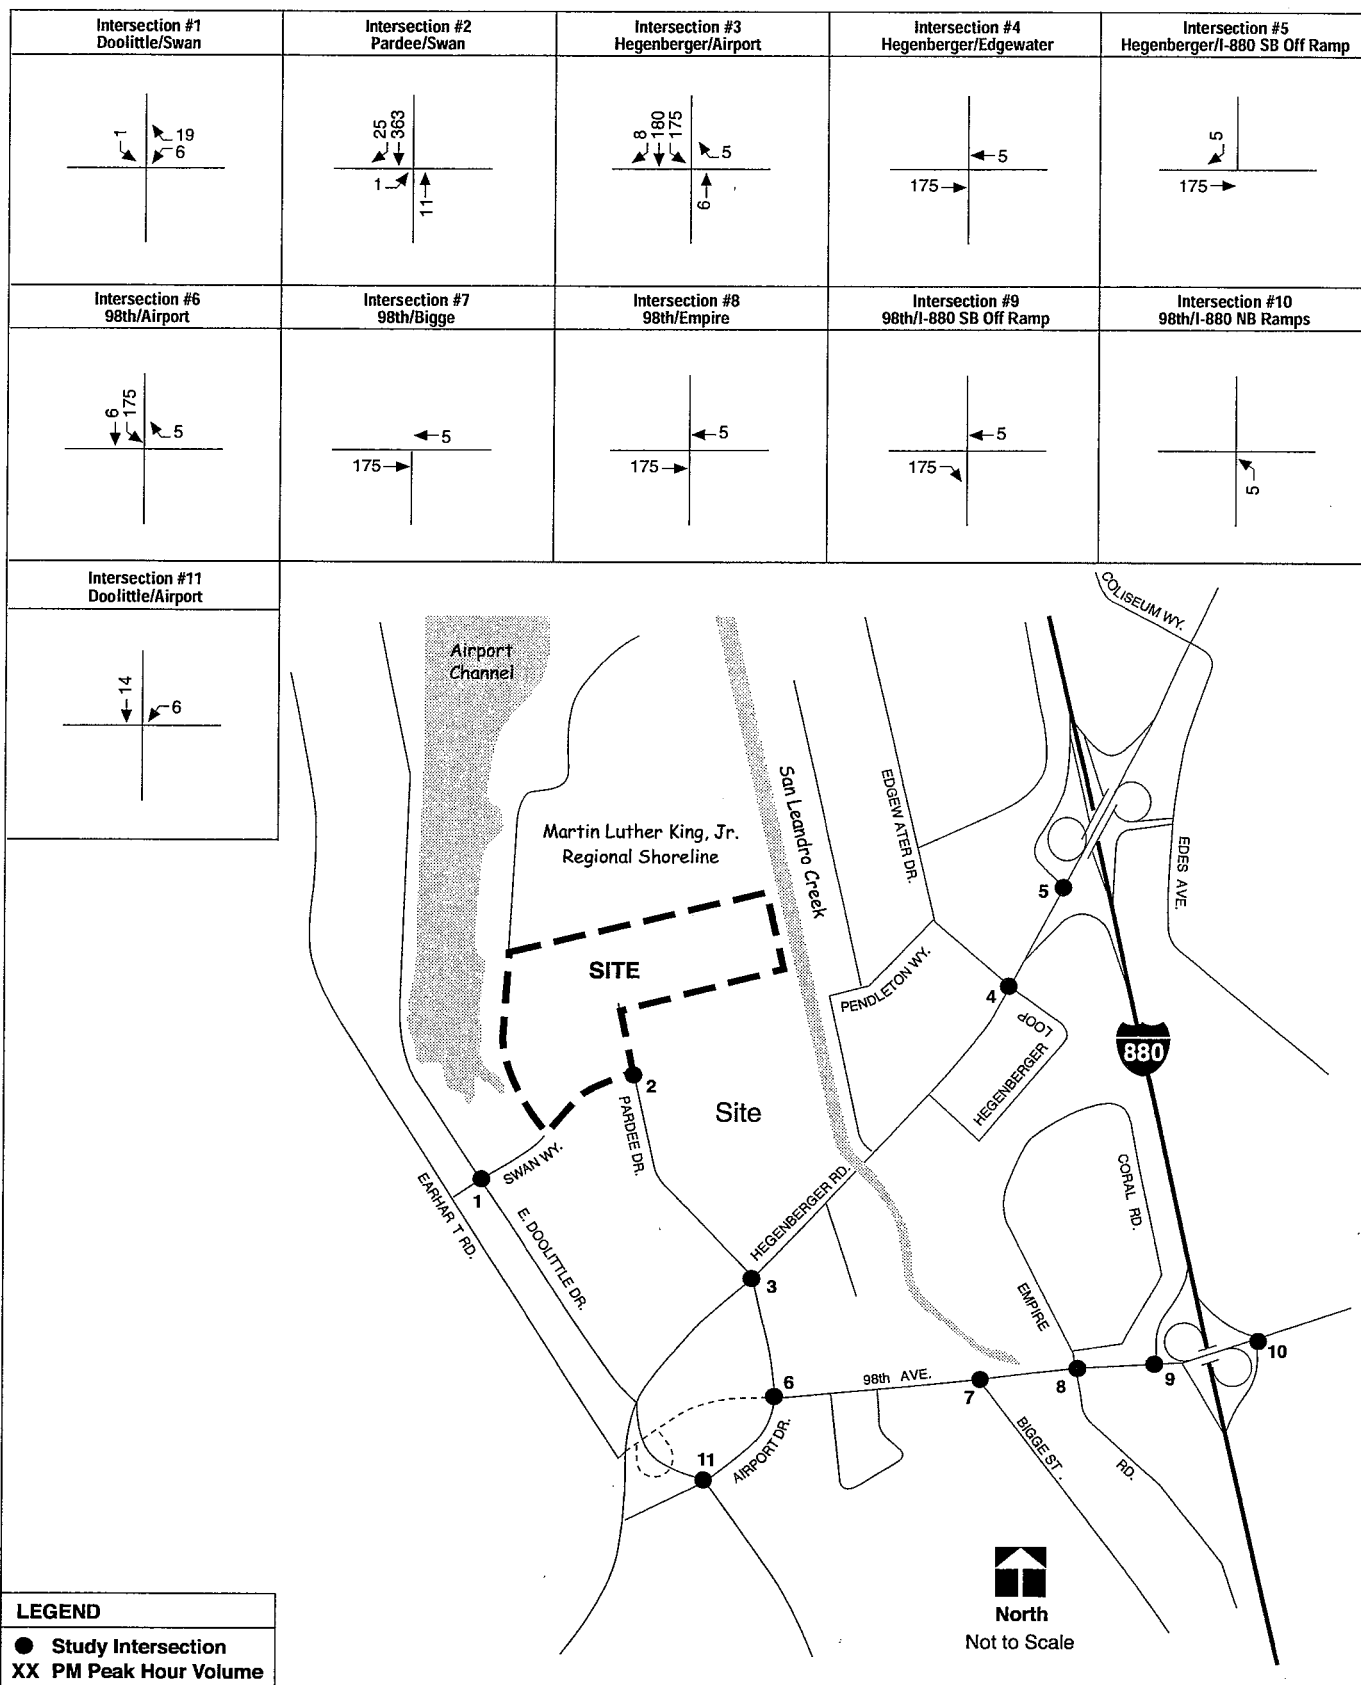 Intersection #1
Doolittle/Swan
1
19
6
Intersection #2
Pardee/Swan
25
363
1
11
Intersection #3
Hegenberger/Airport
8
180
175
5
6
Intersection #4
Hegenberger/Edgewater
5
175
Intersection #5
Hegenberger/I-880 SB Off Ramp
5
175
Intersection #6
98th/Airport
6
175
5
Intersection #7
98th/Bigge
5
175
Intersection #8
98th/Empire
5
175
Intersection #9
98th/I-880 SB Off Ramp
5
175
Intersection #10
98th/I-880 NB Ramps
5
Intersection #11
Doolittle/Airport
14
6
COLISEUM WY.
Airport
Channel
San Leandro Creek
EDGEW ATER DR.
Martin Luther King, Jr.
Regional Shoreline
EDES AVE.
5
SITE
PENDLETON WY.
4
LOOP
HEGENBERGER
880
2
PARDEE DR.
Site
SWAN WY.
1
EARHAR T RD.
E. DOOLITTLE DR.
HEGENBERGER RD.
CORAL RD.
3
EMPIRE
10
6
98th AVE.
7
8
9
11
AIRPORT DR.
BIGGE ST.
RD.
North
Not to Scale
LEGEND
Study Intersection
XX PM Peak Hour Volume